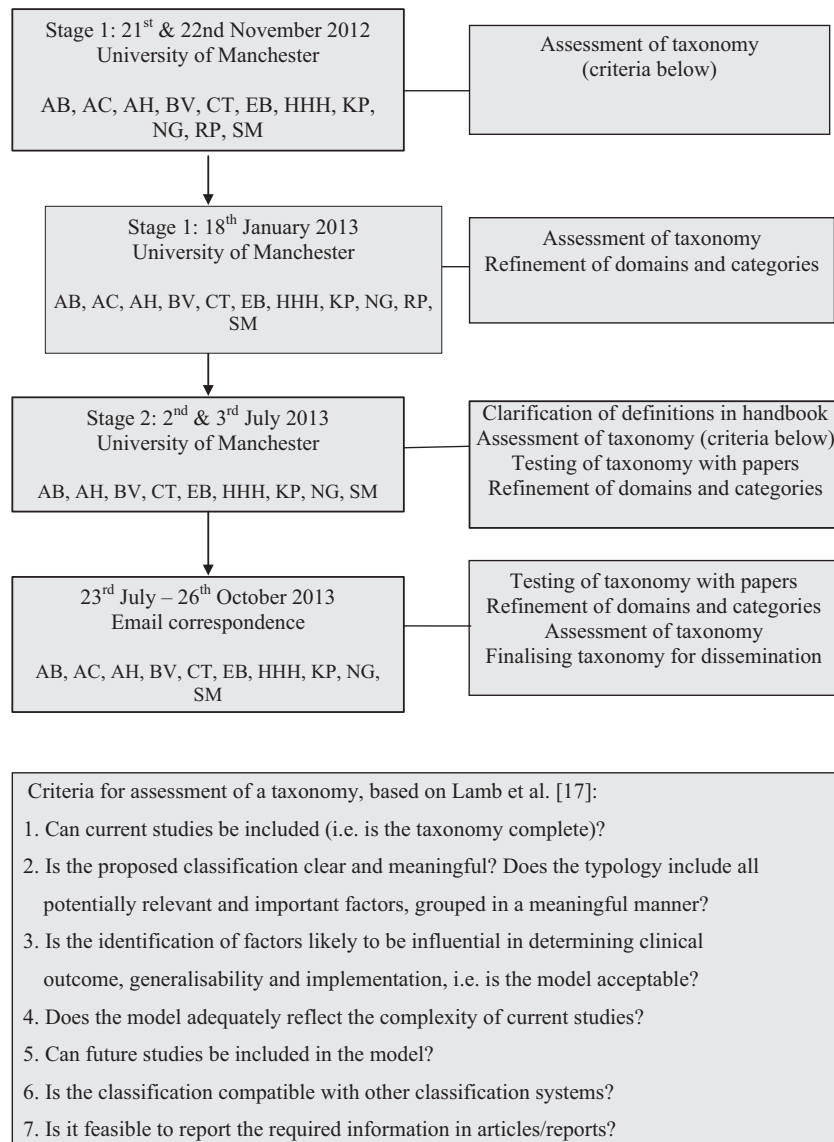 Stage 1: 21st & 22nd November 2012
University of Manchester
AB, AC, AH, BV, CT, EB, HHH, KP,
NG, RP, SM
Assessment of taxonomy
(criteria below)
Stage 1: 18th January 2013
University of Manchester
AB, AC, AH, BV, CT, EB, HHH, KP, NG, RP,
SM
Assessment of taxonomy
Refinement of domains and categories
Stage 2: 2nd & 3rd July 2013
University of Manchester
AB, AH, BV, CT, EB, HHH, KP, NG, SM
Clarification of definitions in handbook
Assessment of taxonomy (criteria below)
Testing of taxonomy with papers
Refinement of domains and categories
23rd July – 26th October 2013
Email correspondence
AB, AC, AH, BV, CT, EB, HHH, KP, NG,
SM
Testing of taxonomy with papers
Refinement of domains and categories
Assessment of taxonomy
Finalising taxonomy for dissemination
Criteria for assessment of a taxonomy, based on Lamb et al. [17]:
1. Can current studies be included (i.e. is the taxonomy complete)?
2. Is the proposed classification clear and meaningful? Does the typology include all
potentially relevant and important factors, grouped in a meaningful manner?
3. Is the identification of factors likely to be influential in determining clinical
outcome, generalisability and implementation, i.e. is the model acceptable?
4. Does the model adequately reflect the complexity of current studies?
5. Can future studies be included in the model?
6. Is the classification compatible with other classification systems?
7. Is it feasible to report the required information in articles/reports?